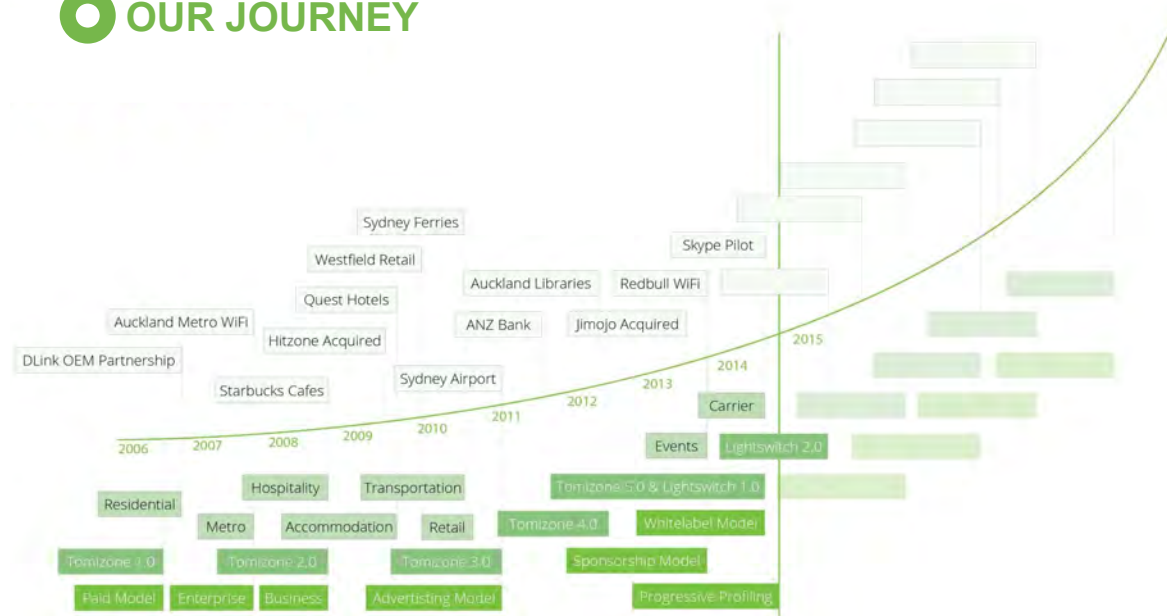 OUR JOURNEY
Sydney Ferries
Skype Pilot
Westfield Retail
Auckland Libraries
Redbull WiFi
Quest Hotels
Auckland Metro WiFi
ANZ Bank
Jimojo Acquired
Hitzone Acquired
DLink OEM Partnership
Sydney Airport
Starbucks Cafes
2006
2007
2008
2009
2010
2011
2012
2013
2014
2015
Carrier
Events
Lightswitch 2.0
Hospitality
Transportation
Tomizone 5.0 & Lightswitch 1.0
Residential
Metro
Accommodation
Retail
Tomizone 4.0
Whitelabel Model
Tomizone 1.0
Tomizone 2.0
Tomizone 3.0
Sponsorship Model
Paid Model
Enterprise
Business
Advertisting Model
Progressive Profiling